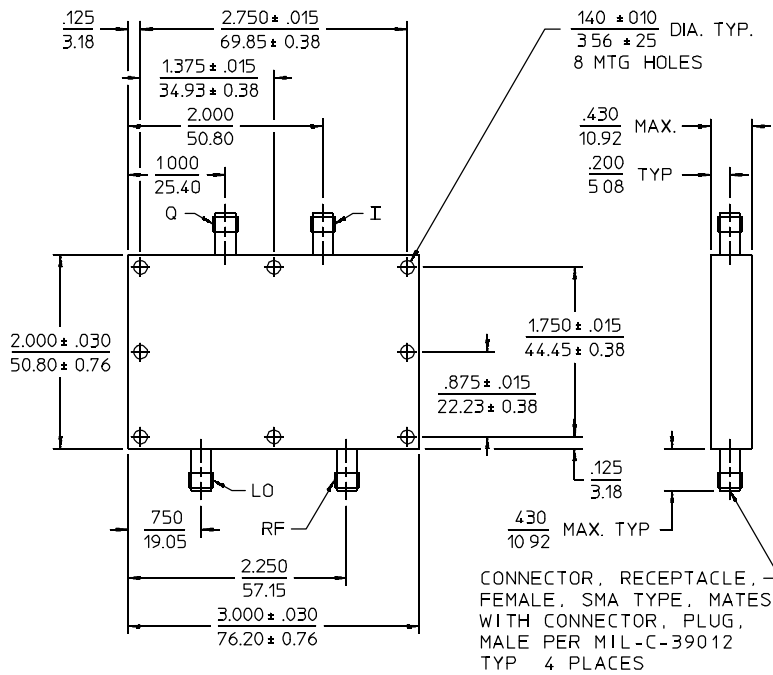 .125
3.18
2.750 ± .015
69.85 ± 0.38
140 ± 010
3 56 ± 25
DIA. TYP.
8 MTG HOLES
1.375 ± .015
34.93 ± 0.38
2.000
50.80
1 000
25.40
Q
I
.430
10.92
MAX.
.200
5 08
TYP
2.000 ± .030
50.80 ± 0.76
1.750 ± .015
44.45 ± 0.38
.875 ± .015
22.23 ± 0.38
.125
3.18
LO
RF
750
19.05
430
10 92
MAX. TYP
2.250
57.15
3.000 ± .030
76.20 ± 0.76
CONNECTOR, RECEPTACLE,
FEMALE, SMA TYPE, MATES
WITH CONNECTOR, PLUG,
MALE PER MIL-C-39012
TYP 4 PLACES